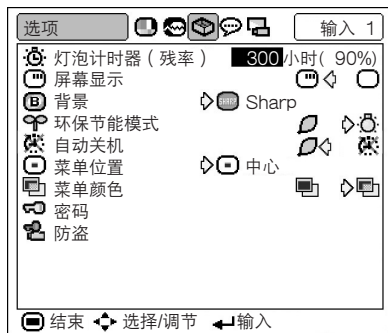 选项 输入 1
灯泡计时器（残率） 300 小时( 90%)
屏幕显示
B 背景 SHARP Sharp
环保节能模式
自动关机
菜单位置 中心
菜单颜色
密码
防盗
结束 选择/调节 输入